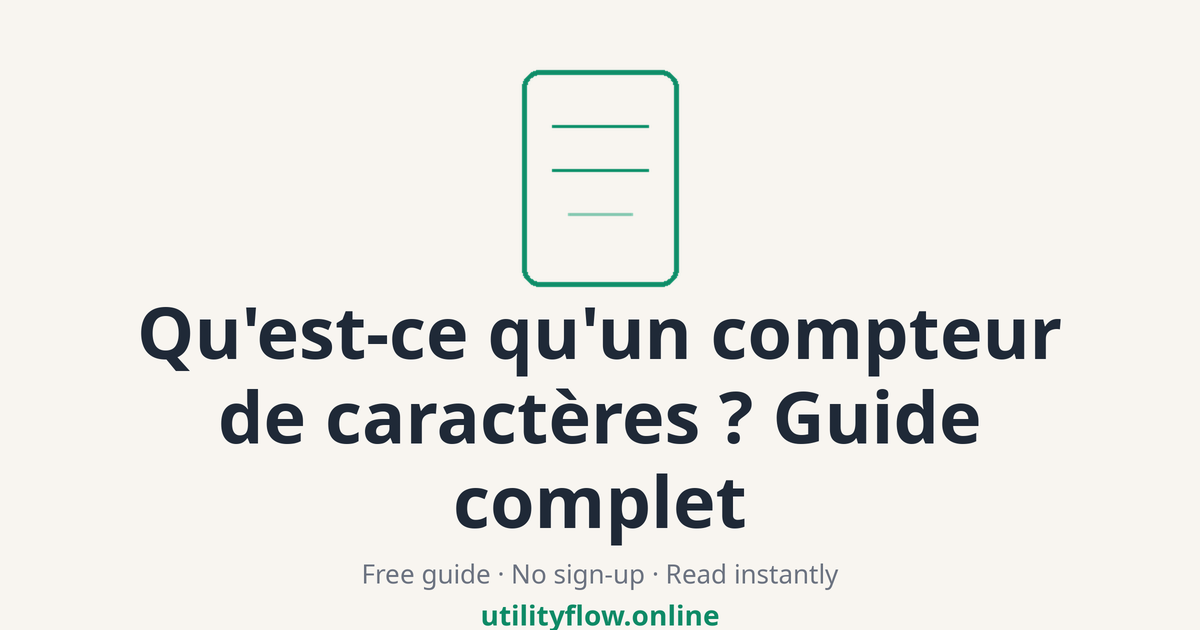 Qu'est-ce qu'un compteur
de caractères ? Guide
complet
Free guide · No sign-up · Read instantly
utilityflow.online